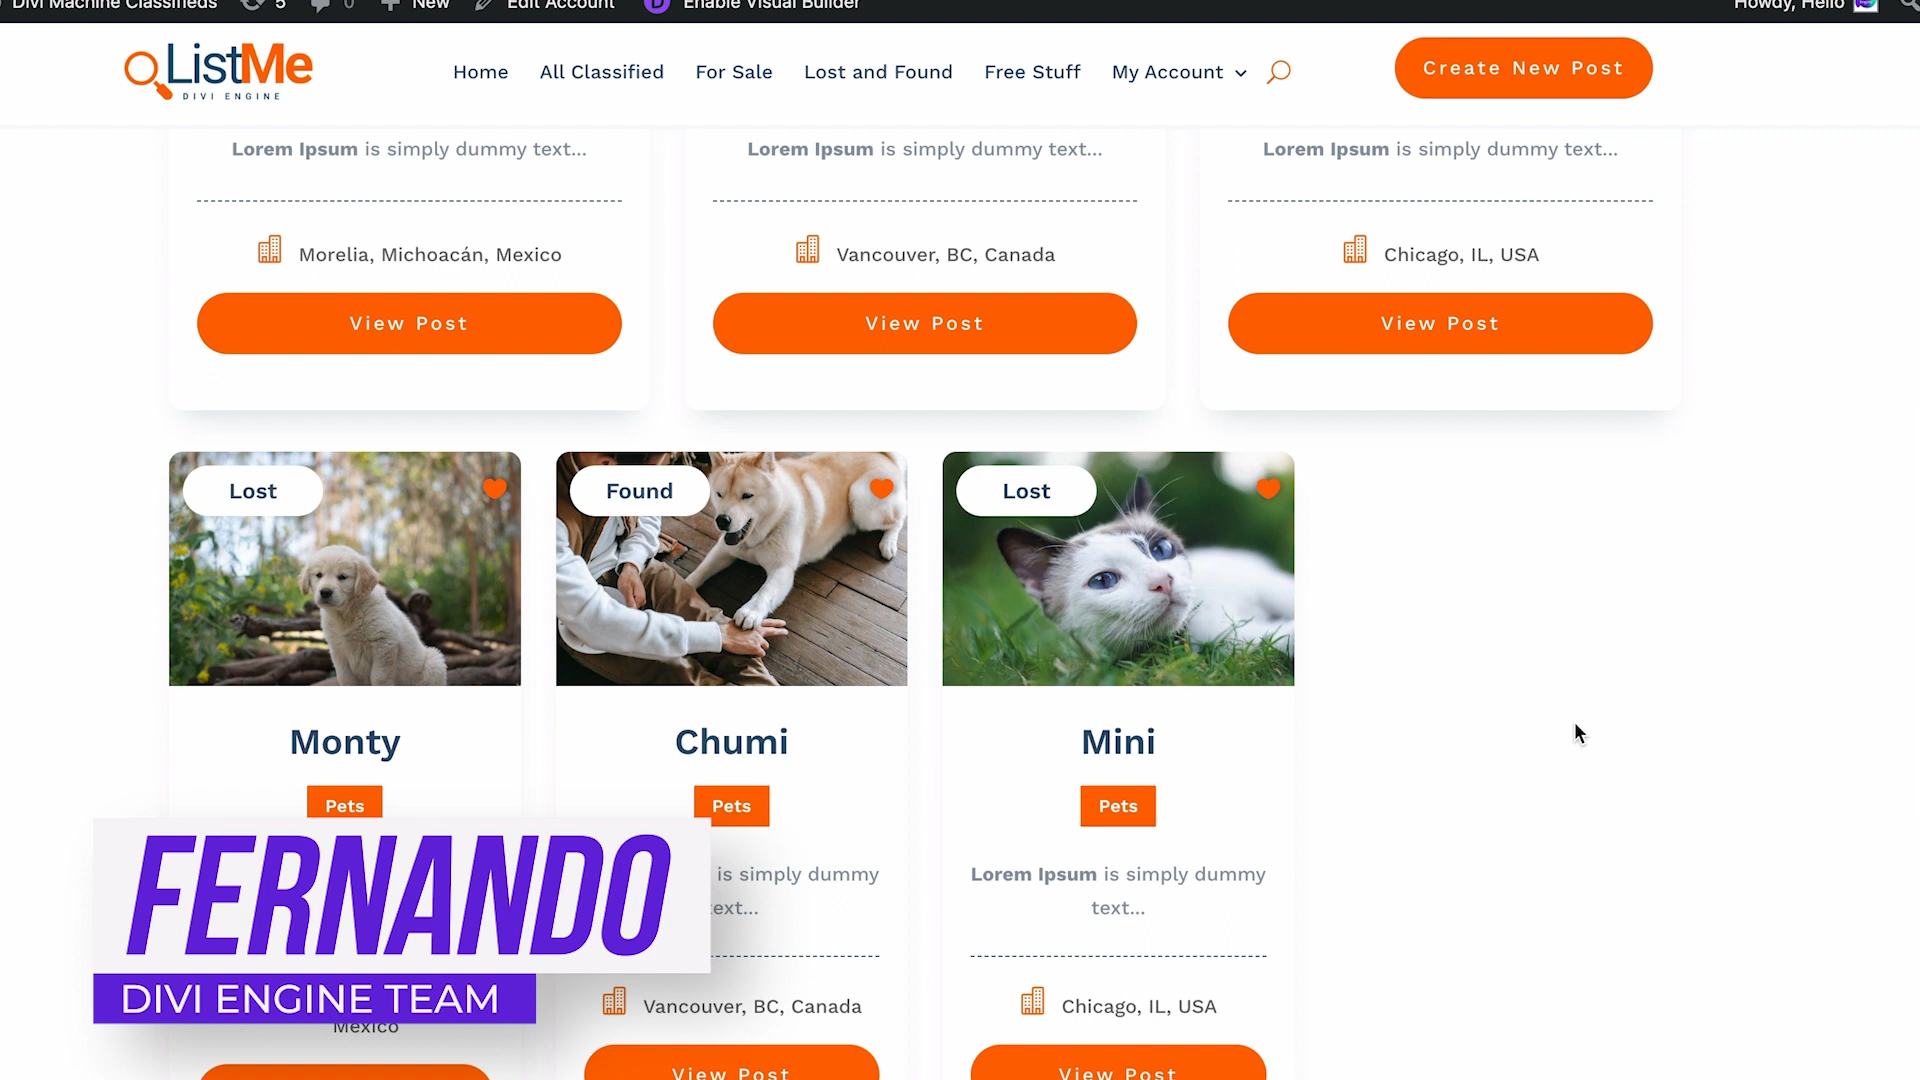 Divi Machine Classifieds 5 0 New Edit Account Enable Visual Builder Howdy, Hello
ListMe
DIVI ENGINE
Home All Classified For Sale Lost and Found Free Stuff My Account Create New Post
Lorem Ipsum is simply dummy text... Lorem Ipsum is simply dummy text... Lorem Ipsum is simply dummy text...
Morelia, Michoacán, Mexico Vancouver, BC, Canada Chicago, IL, USA
View Post View Post View Post
Lost Found Lost
Monty Chumi Mini
Pets Pets Pets
is simply dummy Lorem Ipsum is simply dummy
text... text...
FERNANDO
DIVI ENGINE TEAM
Mexico Vancouver, BC, Canada Chicago, IL, USA
View Post View Post